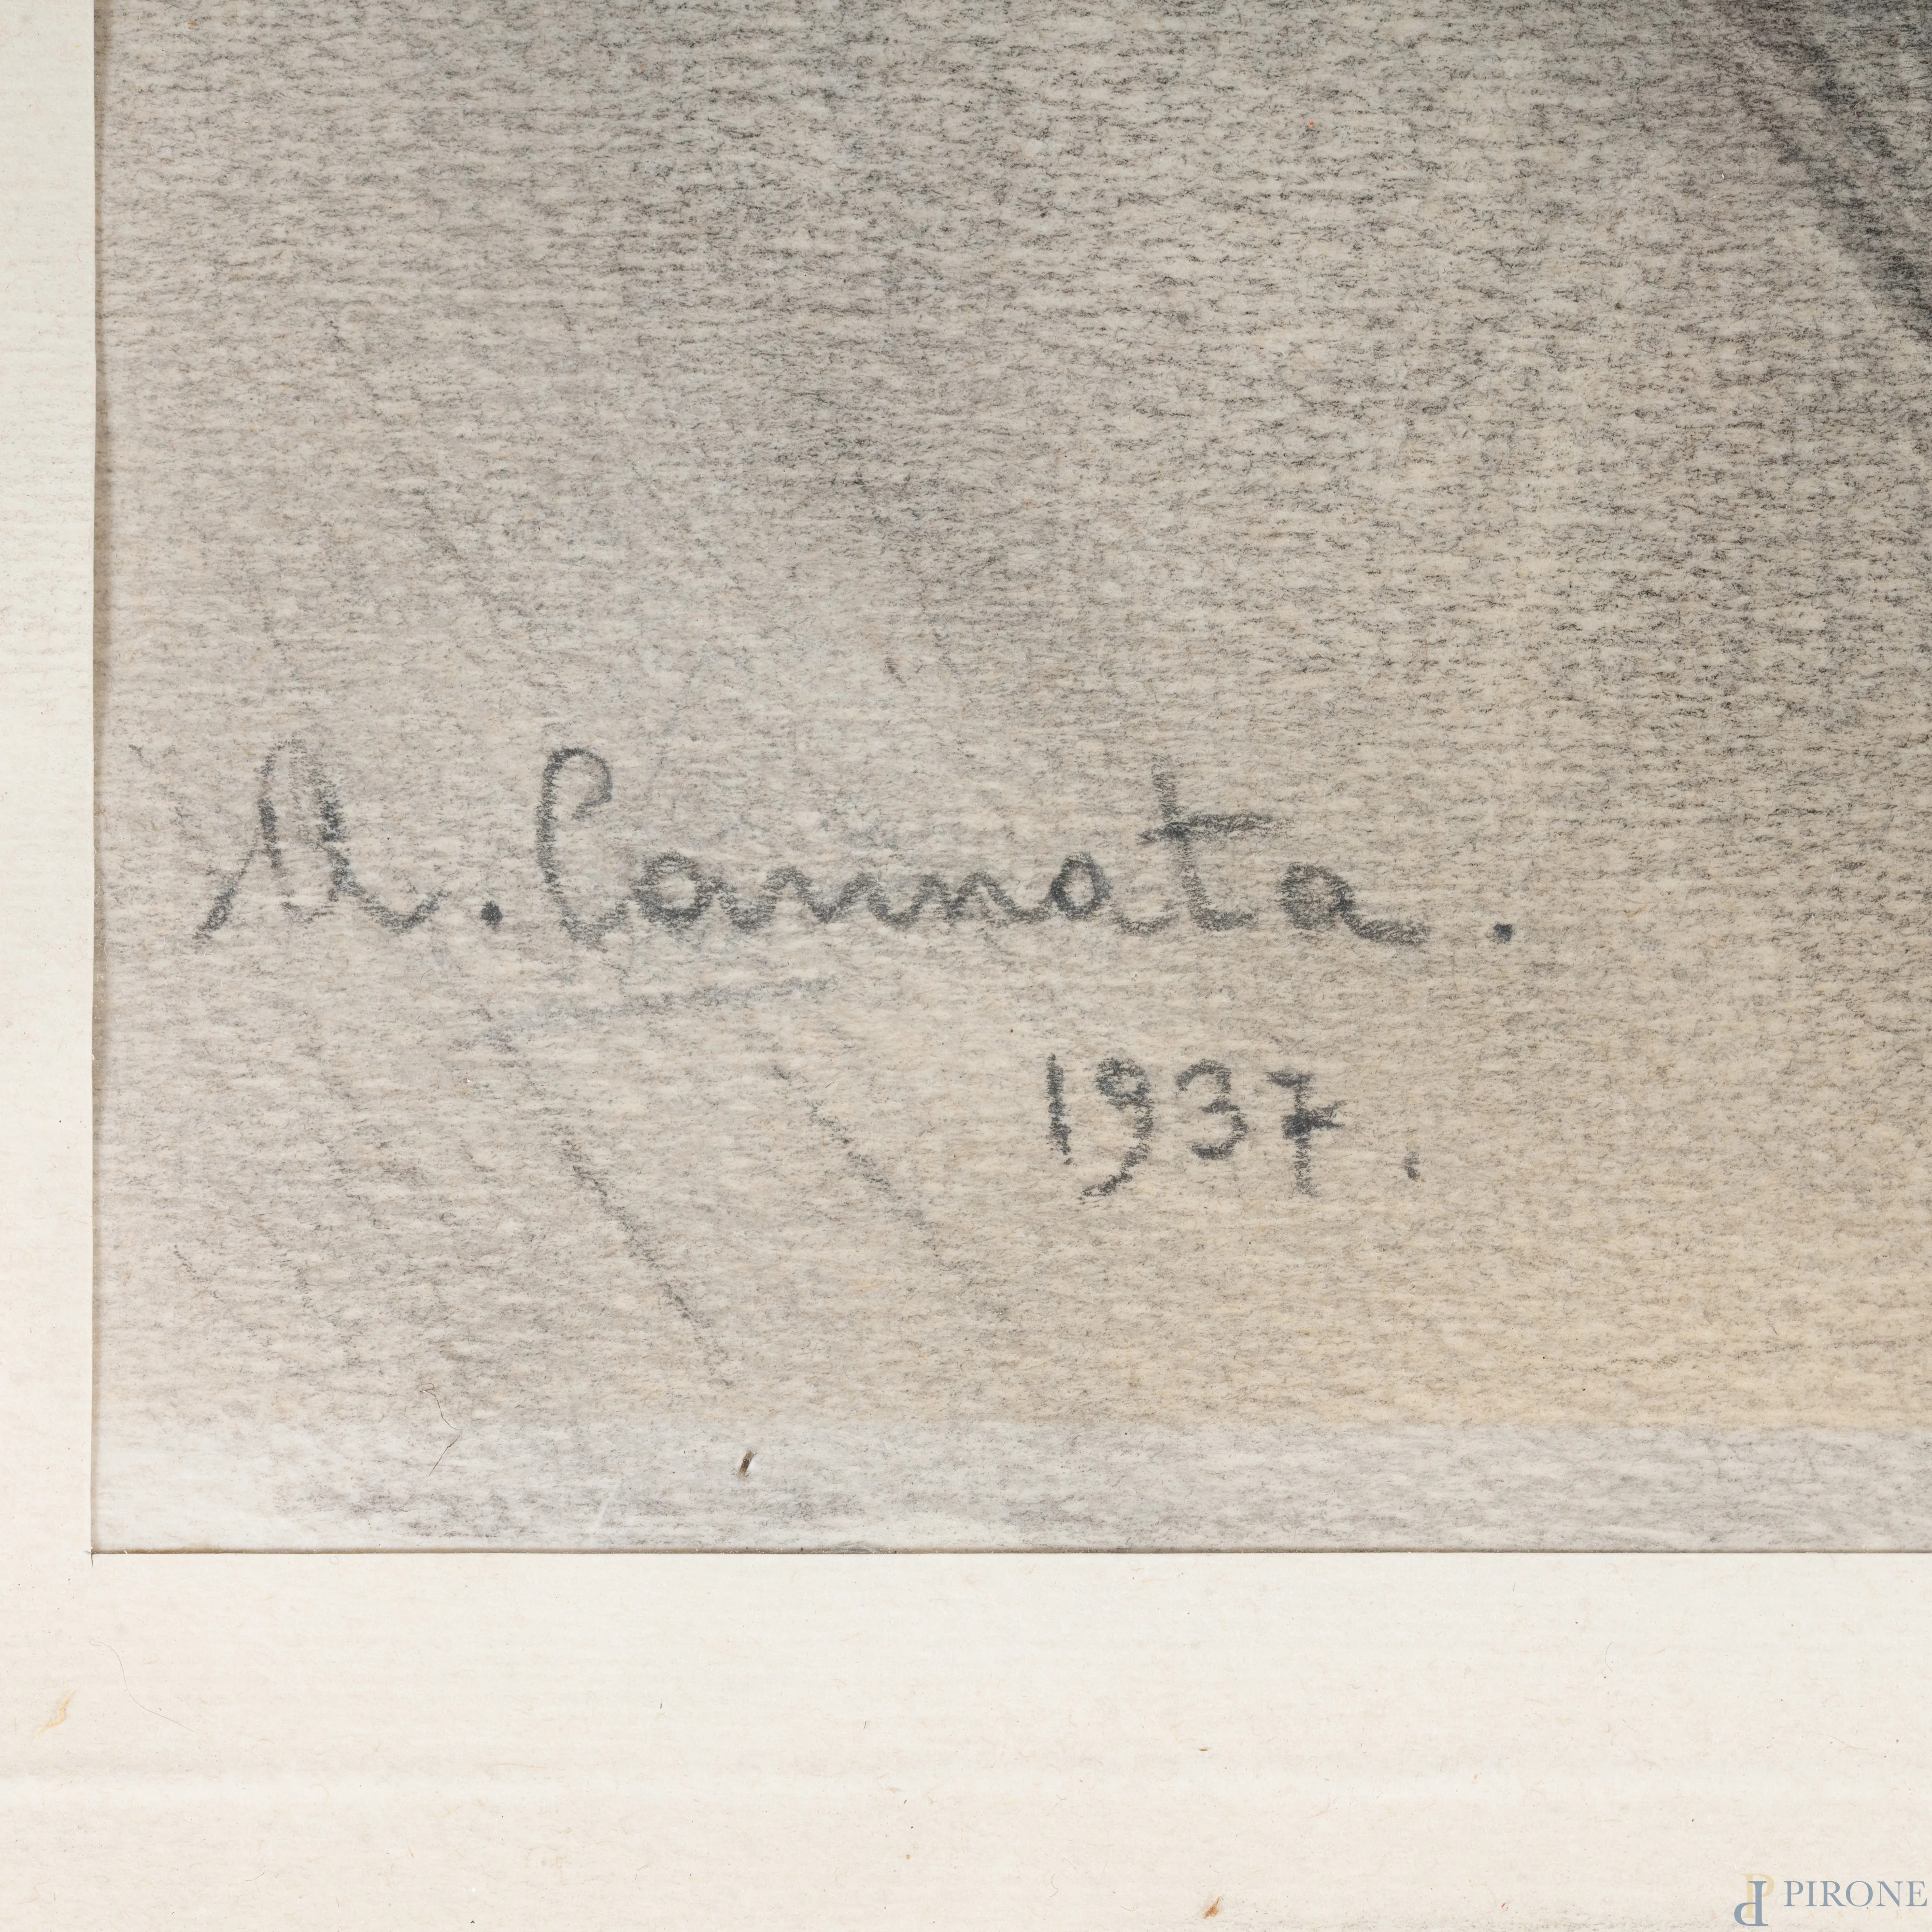 M. Cannata.
1937.
PIRONE